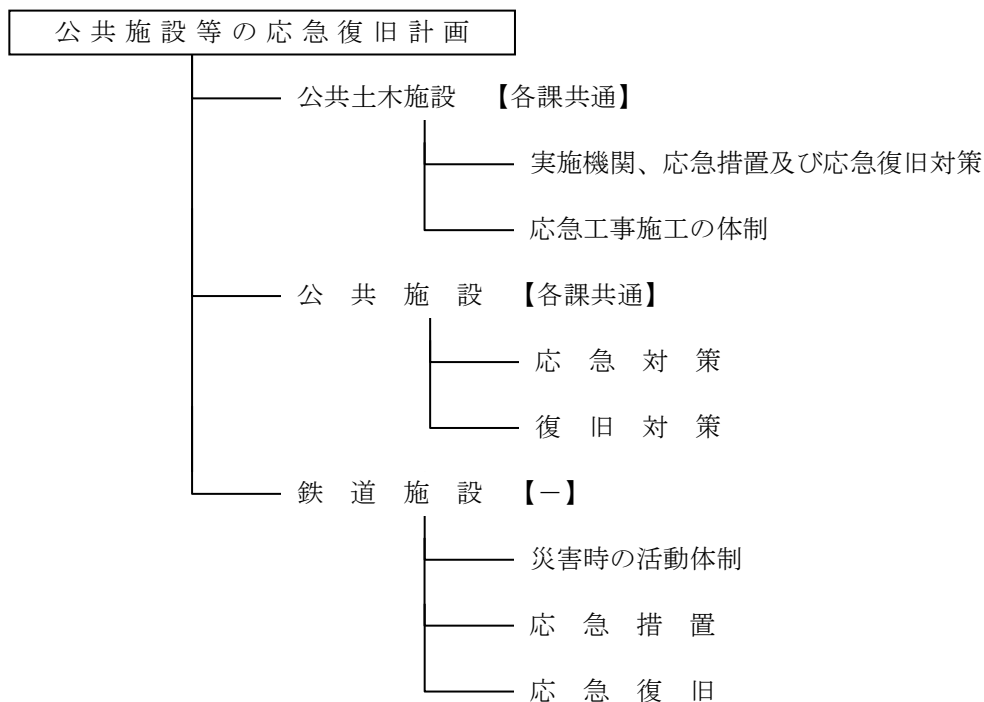 公共施設等の応急復旧計画
公共土木施設 【各課共通】
実施機関、応急措置及び応急復旧対策
応急工事施工の体制
公共施設 【各課共通】
応急対策
復旧対策
鉄道施設 【－】
災害時の活動体制
応急措置
応急復旧